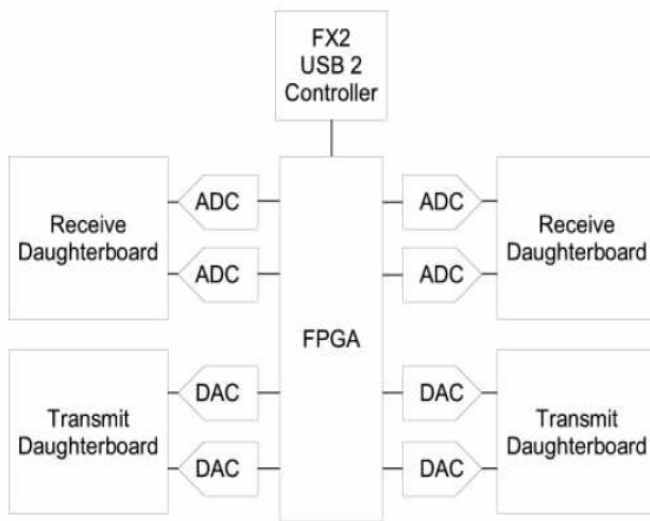 FX2
USB 2
Controller
Receive
Daughterboard
ADC
ADC
ADC
ADC
Receive
Daughterboard
FPGA
Transmit
Daughterboard
DAC
DAC
DAC
DAC
Transmit
Daughterboard